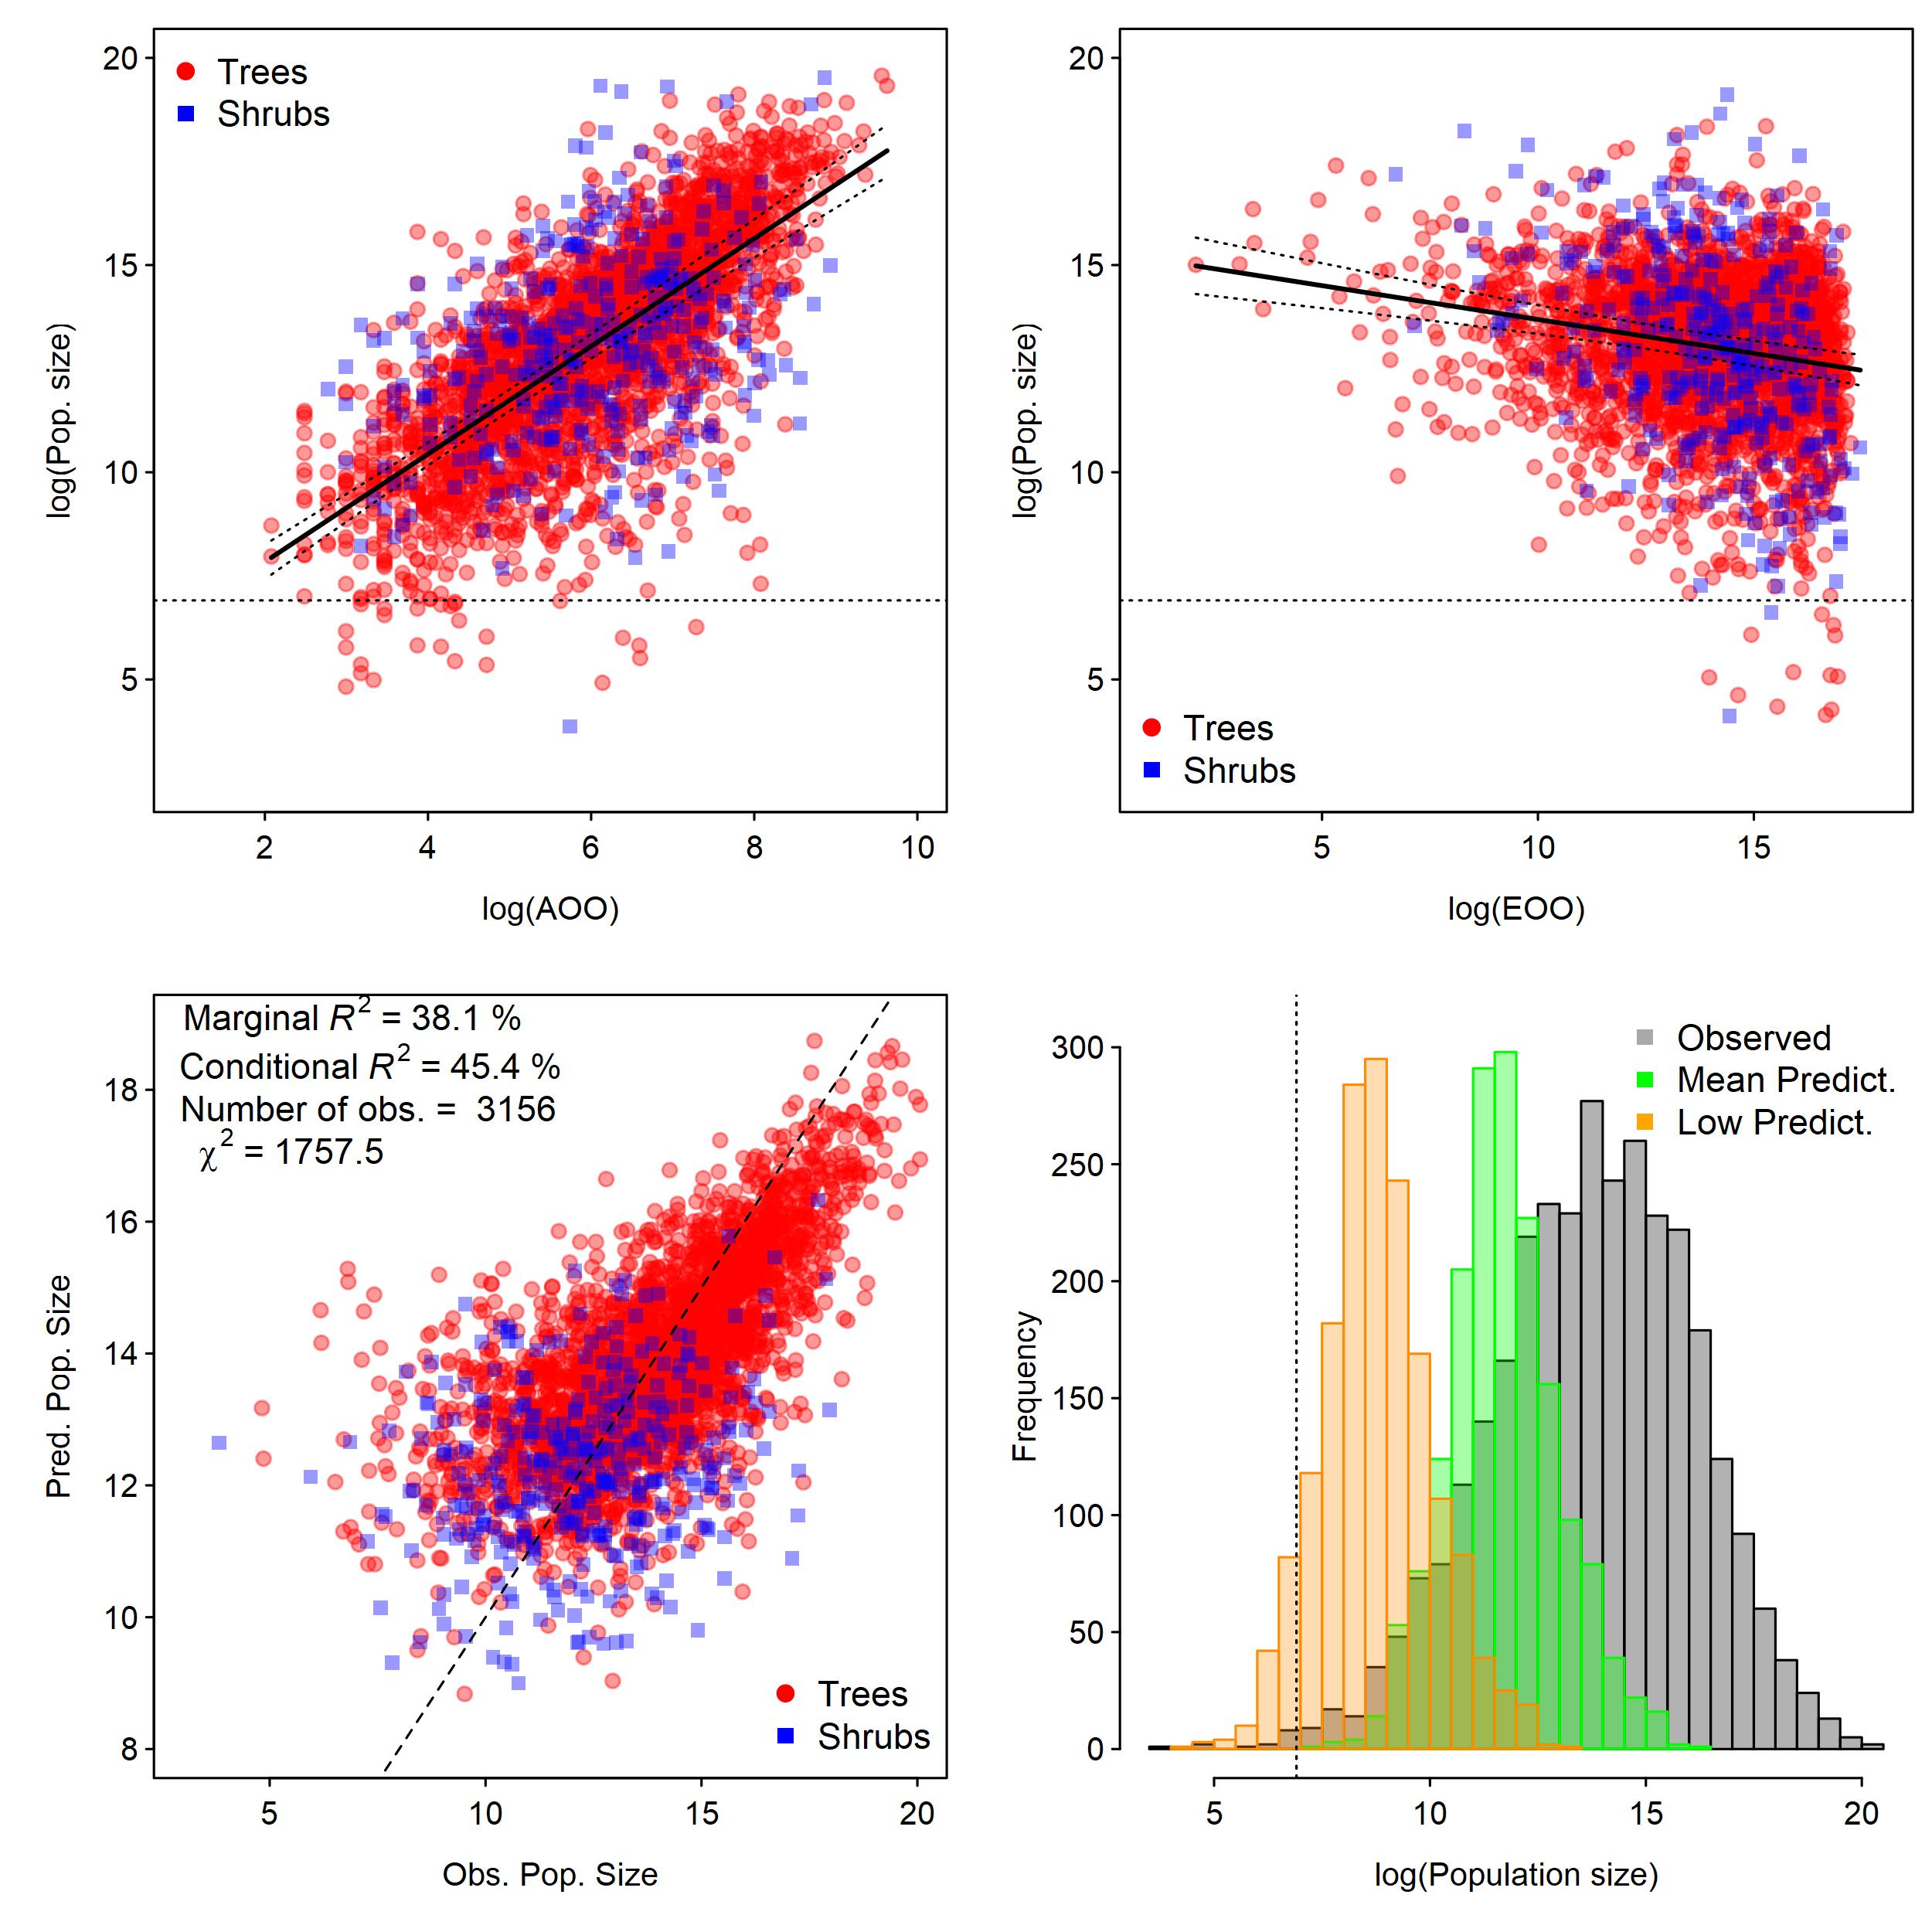 Trees
Shrubs
20
15
10
5
log(Pop. size)
2 4 6 8 10
log(AOO)
20
15
10
5
log(Pop. size)
Trees
Shrubs
5 10 15
log(EOO)
Marginal R² = 38.1 %
Conditional R² = 45.4 %
Number of obs. = 3156
χ² = 1757.5
18
16
14
12
10
8
Pred. Pop. Size
Trees
Shrubs
5 10 15 20
Obs. Pop. Size
Observed
Mean Predict.
Low Predict.
300
250
200
150
100
50
0
Frequency
5 10 15 20
log(Population size)